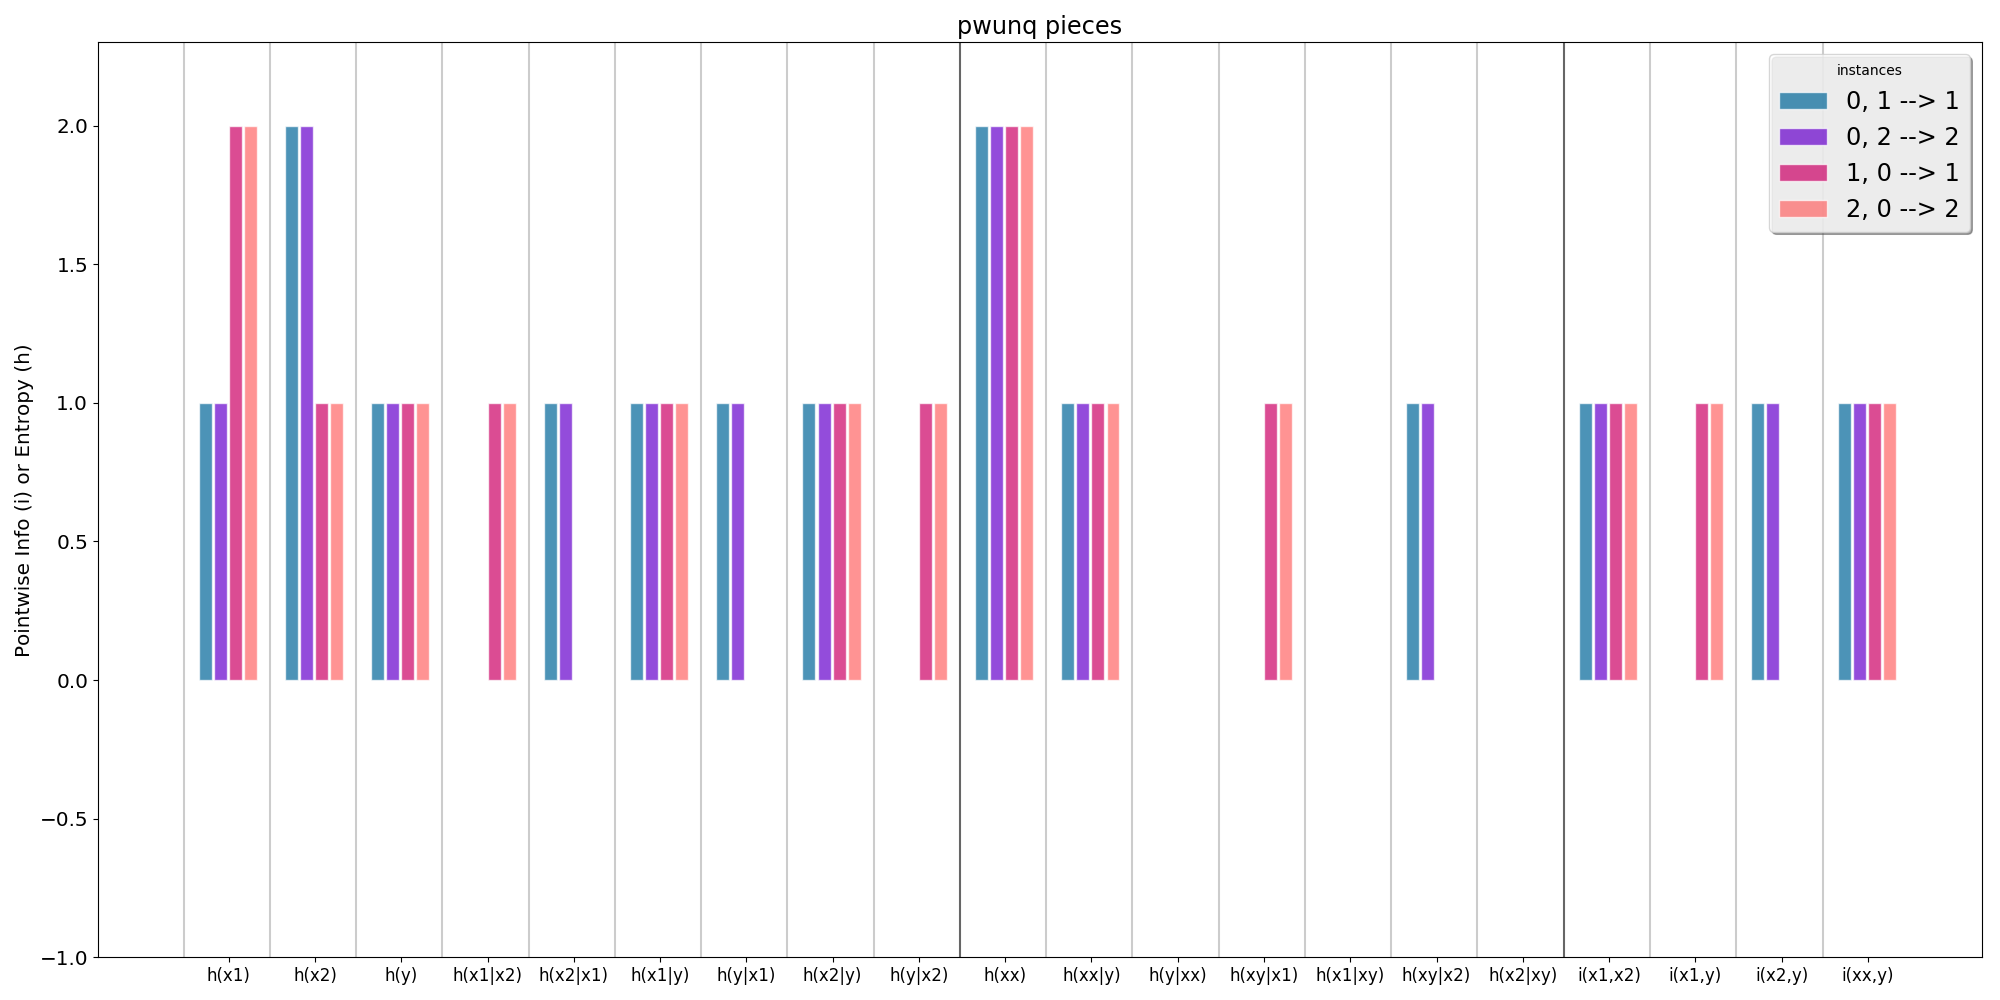 pwunq pieces
instances
0, 1 --> 1
0, 2 --> 2
1, 0 --> 1
2, 0 --> 2
Pointwise Info (i) or Entropy (h)
2.0
1.5
1.0
0.5
0.0
−0.5
−1.0
h(x1) h(x2) h(y) h(x1|x2) h(x2|x1) h(x1|y) h(y|x1) h(x2|y) h(y|x2) h(xx) h(xx|y) h(y|xx) h(xy|x1) h(x1|xy) h(xy|x2) h(x2|xy) i(x1,x2) i(x1,y) i(x2,y) i(xx,y)